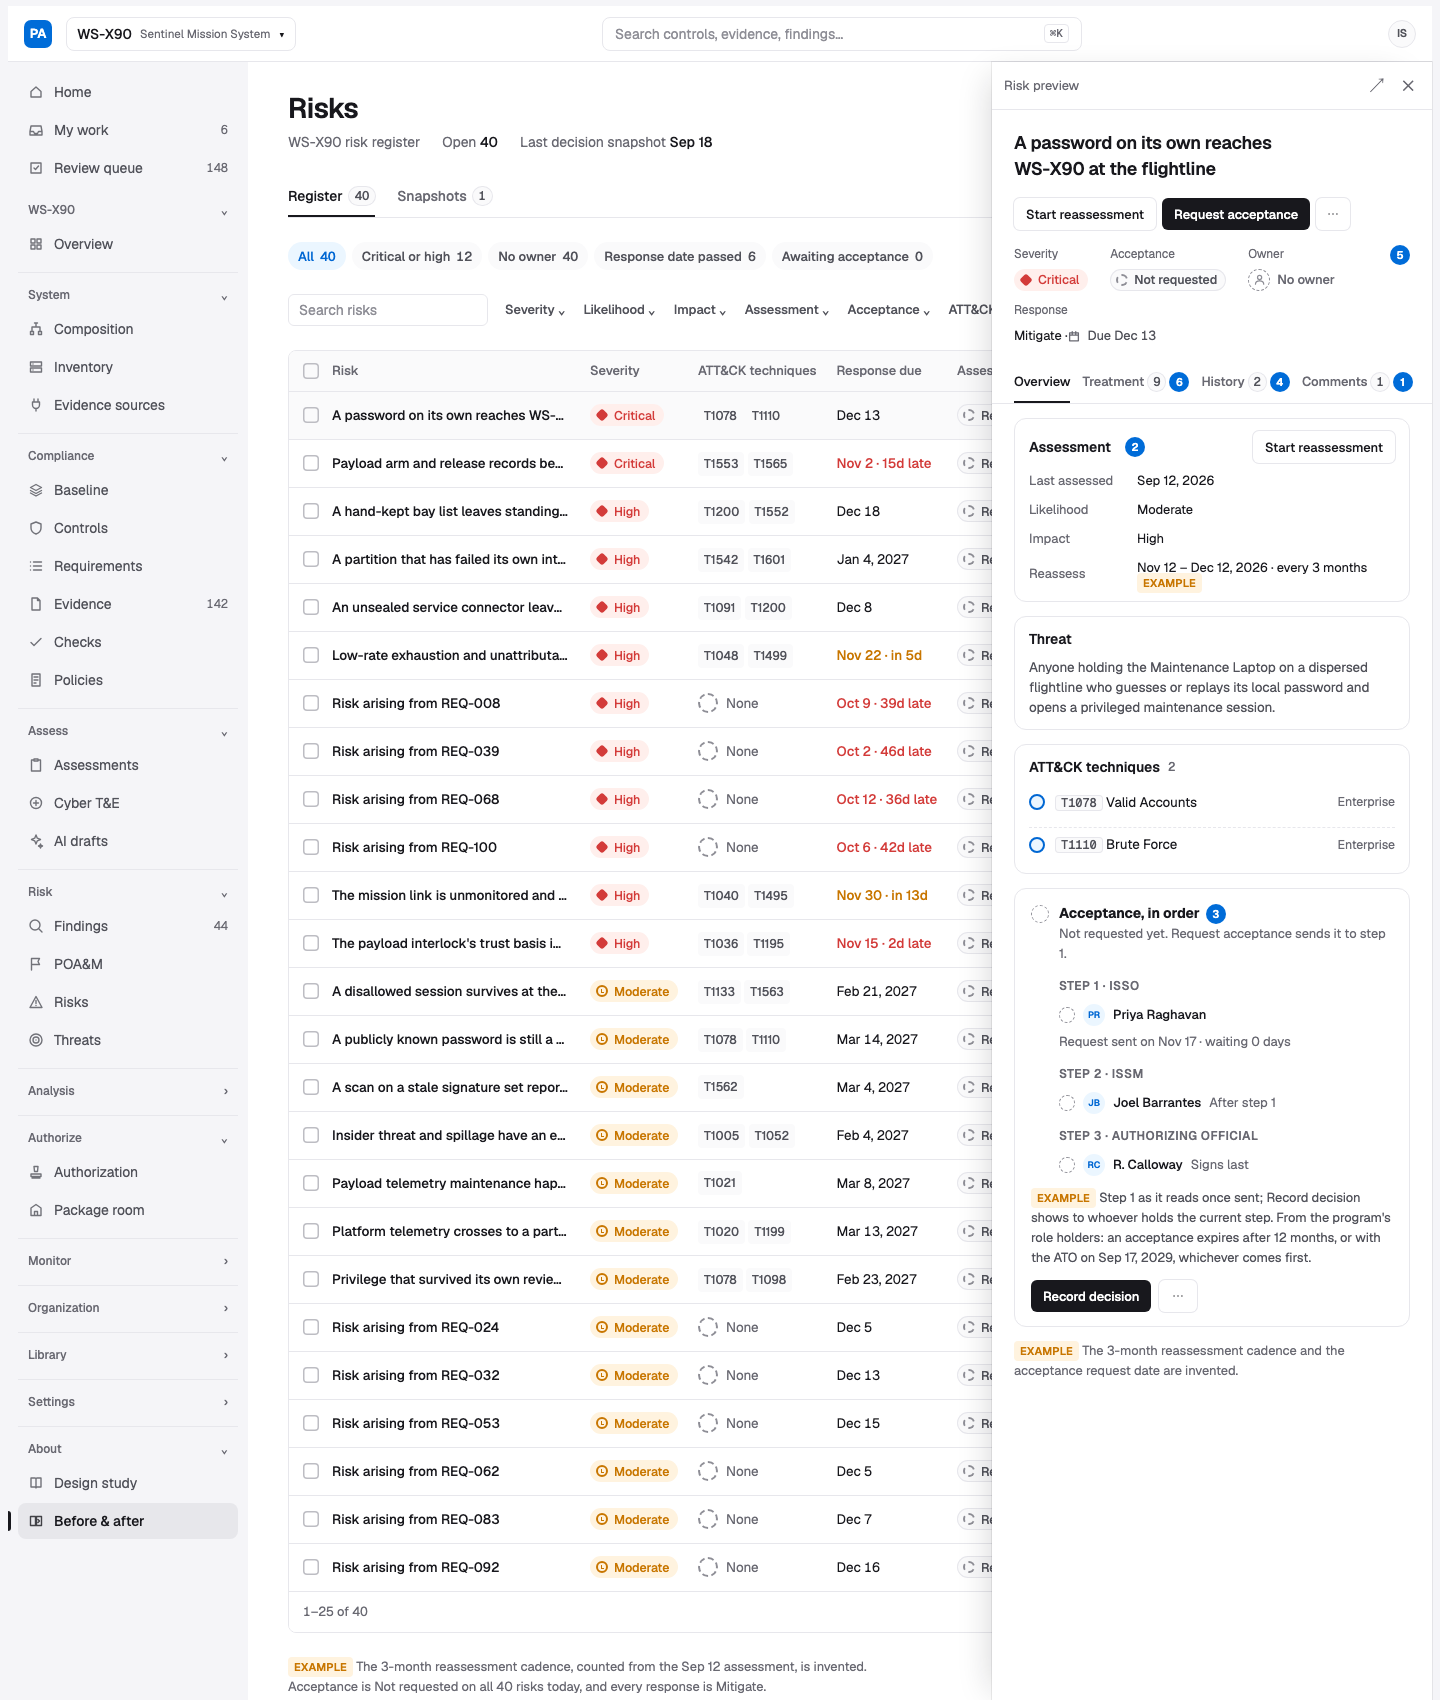 PA
WS-X90 Sentinel Mission System
Search controls, evidence, findings...
⌘K
IS
Home
My work 6
Review queue 148
WS-X90
Overview
System
Composition
Inventory
Evidence sources
Compliance
Baseline
Controls
Requirements
Evidence 142
Checks
Policies
Assess
Assessments
Cyber T&E
AI drafts
Risk
Findings 44
POA&M
Risks
Threats
Analysis
Authorize
Authorization
Package room
Monitor
Organization
Library
Settings
About
Design study
Before & after
Risks
WS-X90 risk register Open 40 Last decision snapshot Sep 18
Register 40 Snapshots 1
All 40 Critical or high 12 No owner 40 Response date passed 6 Awaiting acceptance 0
Search risks Severity Likelihood Impact Assessment Acceptance ATT&CK
Risk Severity ATT&CK techniques Response due Asses
A password on its own reaches WS-... Critical T1078 T1110 Dec 13 Re
Payload arm and release records be... Critical T1553 T1565 Nov 2 · 15d late Re
A hand-kept bay list leaves standing... High T1200 T1552 Dec 18 Re
A partition that has failed its own int... High T1542 T1601 Jan 4, 2027 Re
An unsealed service connector leav... High T1091 T1200 Dec 8 Re
Low-rate exhaustion and unattributa... High T1048 T1499 Nov 22 · in 5d Re
Risk arising from REQ-008 High None Oct 9 · 39d late Re
Risk arising from REQ-039 High None Oct 2 · 46d late Re
Risk arising from REQ-068 High None Oct 12 · 36d late Re
Risk arising from REQ-100 High None Oct 6 · 42d late Re
The mission link is unmonitored and ... High T1040 T1495 Nov 30 · in 13d Re
The payload interlock's trust basis i... High T1036 T1195 Nov 15 · 2d late Re
A disallowed session survives at the... Moderate T1133 T1563 Feb 21, 2027 Re
A publicly known password is still a ... Moderate T1078 T1110 Mar 14, 2027 Re
A scan on a stale signature set repor... Moderate T1562 Mar 4, 2027 Re
Insider threat and spillage have an e... Moderate T1005 T1052 Feb 4, 2027 Re
Payload telemetry maintenance hap... Moderate T1021 Mar 8, 2027 Re
Platform telemetry crosses to a part... Moderate T1020 T1199 Mar 13, 2027 Re
Privilege that survived its own revie... Moderate T1078 T1098 Feb 23, 2027 Re
Risk arising from REQ-024 Moderate None Dec 5 Re
Risk arising from REQ-032 Moderate None Dec 13 Re
Risk arising from REQ-053 Moderate None Dec 15 Re
Risk arising from REQ-062 Moderate None Dec 5 Re
Risk arising from REQ-083 Moderate None Dec 7 Re
Risk arising from REQ-092 Moderate None Dec 16 Re
1–25 of 40
EXAMPLE The 3-month reassessment cadence, counted from the Sep 12 assessment, is invented.
Acceptance is Not requested on all 40 risks today, and every response is Mitigate.
Risk preview
A password on its own reaches
WS-X90 at the flightline
Start reassessment Request acceptance ...
Severity Acceptance Owner 5
Critical Not requested No owner
Response
Mitigate · Due Dec 13
Overview Treatment 9 6 History 2 4 Comments 1 1
Assessment 2 Start reassessment
Last assessed Sep 12, 2026
Likelihood Moderate
Impact High
Reassess Nov 12 – Dec 12, 2026 · every 3 months
EXAMPLE
Threat
Anyone holding the Maintenance Laptop on a dispersed
flightline who guesses or replays its local password and
opens a privileged maintenance session.
ATT&CK techniques 2
T1078 Valid Accounts Enterprise
T1110 Brute Force Enterprise
Acceptance, in order 3
Not requested yet. Request acceptance sends it to step
1.
STEP 1 · ISSO
PR Priya Raghavan
Request sent on Nov 17 · waiting 0 days
STEP 2 · ISSM
JB Joel Barrantes After step 1
STEP 3 · AUTHORIZING OFFICIAL
RC R. Calloway Signs last
EXAMPLE Step 1 as it reads once sent; Record decision
shows to whoever holds the current step. From the program's
role holders: an acceptance expires after 12 months, or with
the ATO on Sep 17, 2029, whichever comes first.
Record decision ...
EXAMPLE The 3-month reassessment cadence and the
acceptance request date are invented.